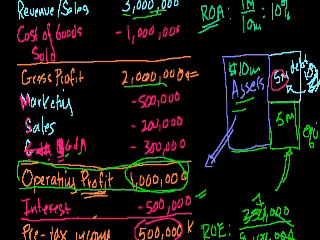 Revenue/Sales 3,000,000
Cost of Goods Sold - 1,000,000
Gross Profit 2,000,000
Marketing -500,000
Sales - 200,000
G&A - 300,000
Operating Profit 1,000,000
Interest - 500,000
Pre-tax income 500,000 K
ROA: 1m 10m : 10%
$10m Assets
5m debt
5m equi
ROE: